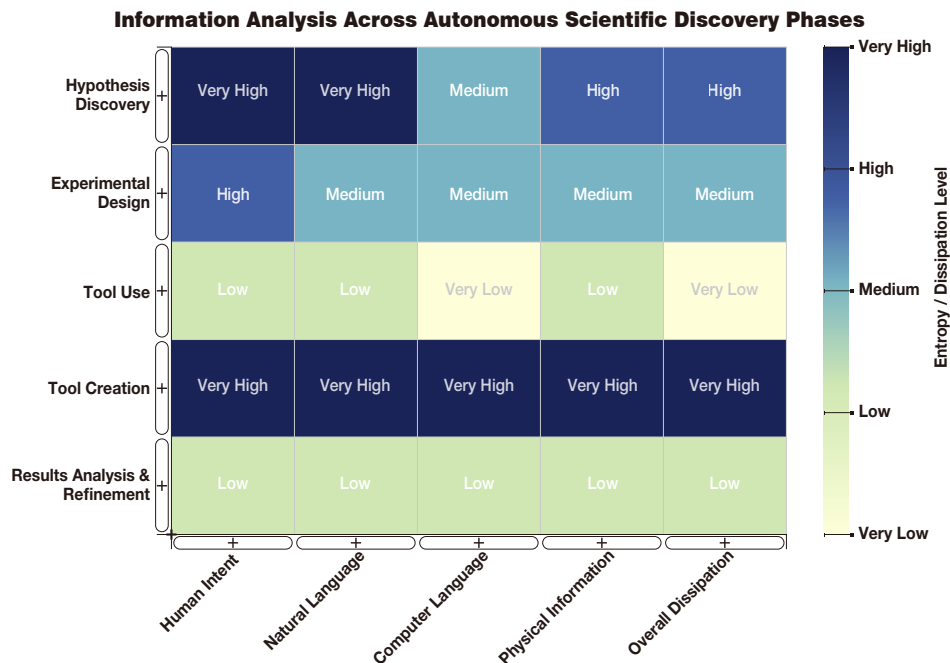 Information Analysis Across Autonomous Scientific Discovery Phases
Hypothesis
Discovery
Very High
Very High
Medium
High
High
Experimental
Design
High
Medium
Medium
Medium
Medium
Tool Use
Low
Low
Very Low
Low
Very Low
Tool Creation
Very High
Very High
Very High
Very High
Very High
Results Analysis &
Refinement
Low
Low
Low
Low
Low
Human Intent
Natural Language
Computer Language
Physical Information
Overall Dissipation
Very High
High
Medium
Low
Very Low
Entropy / Dissipation Level